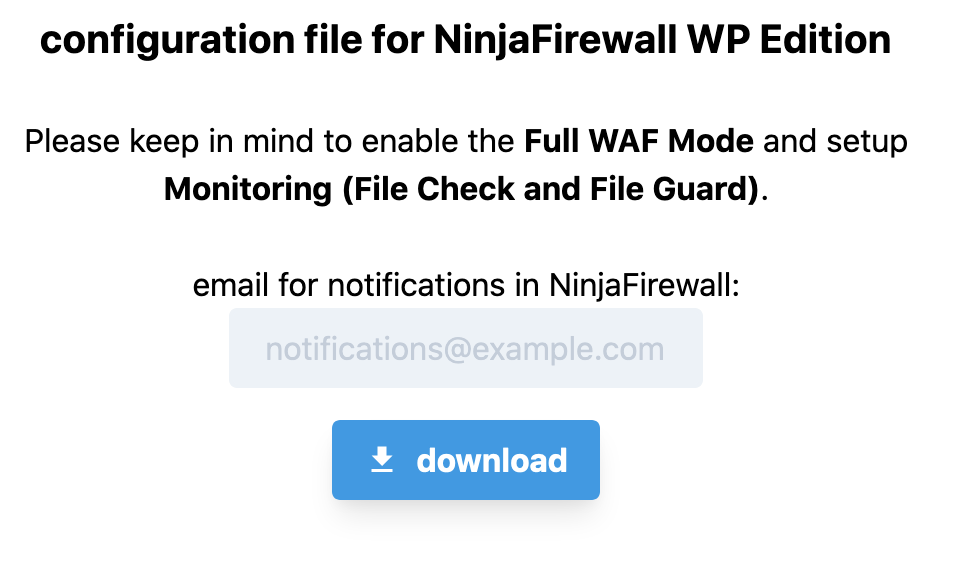 configuration file for NinjaFirewall WP Edition
Please keep in mind to enable the Full WAF Mode and setup
Monitoring (File Check and File Guard).
email for notifications in NinjaFirewall:
notifications@example.com
download